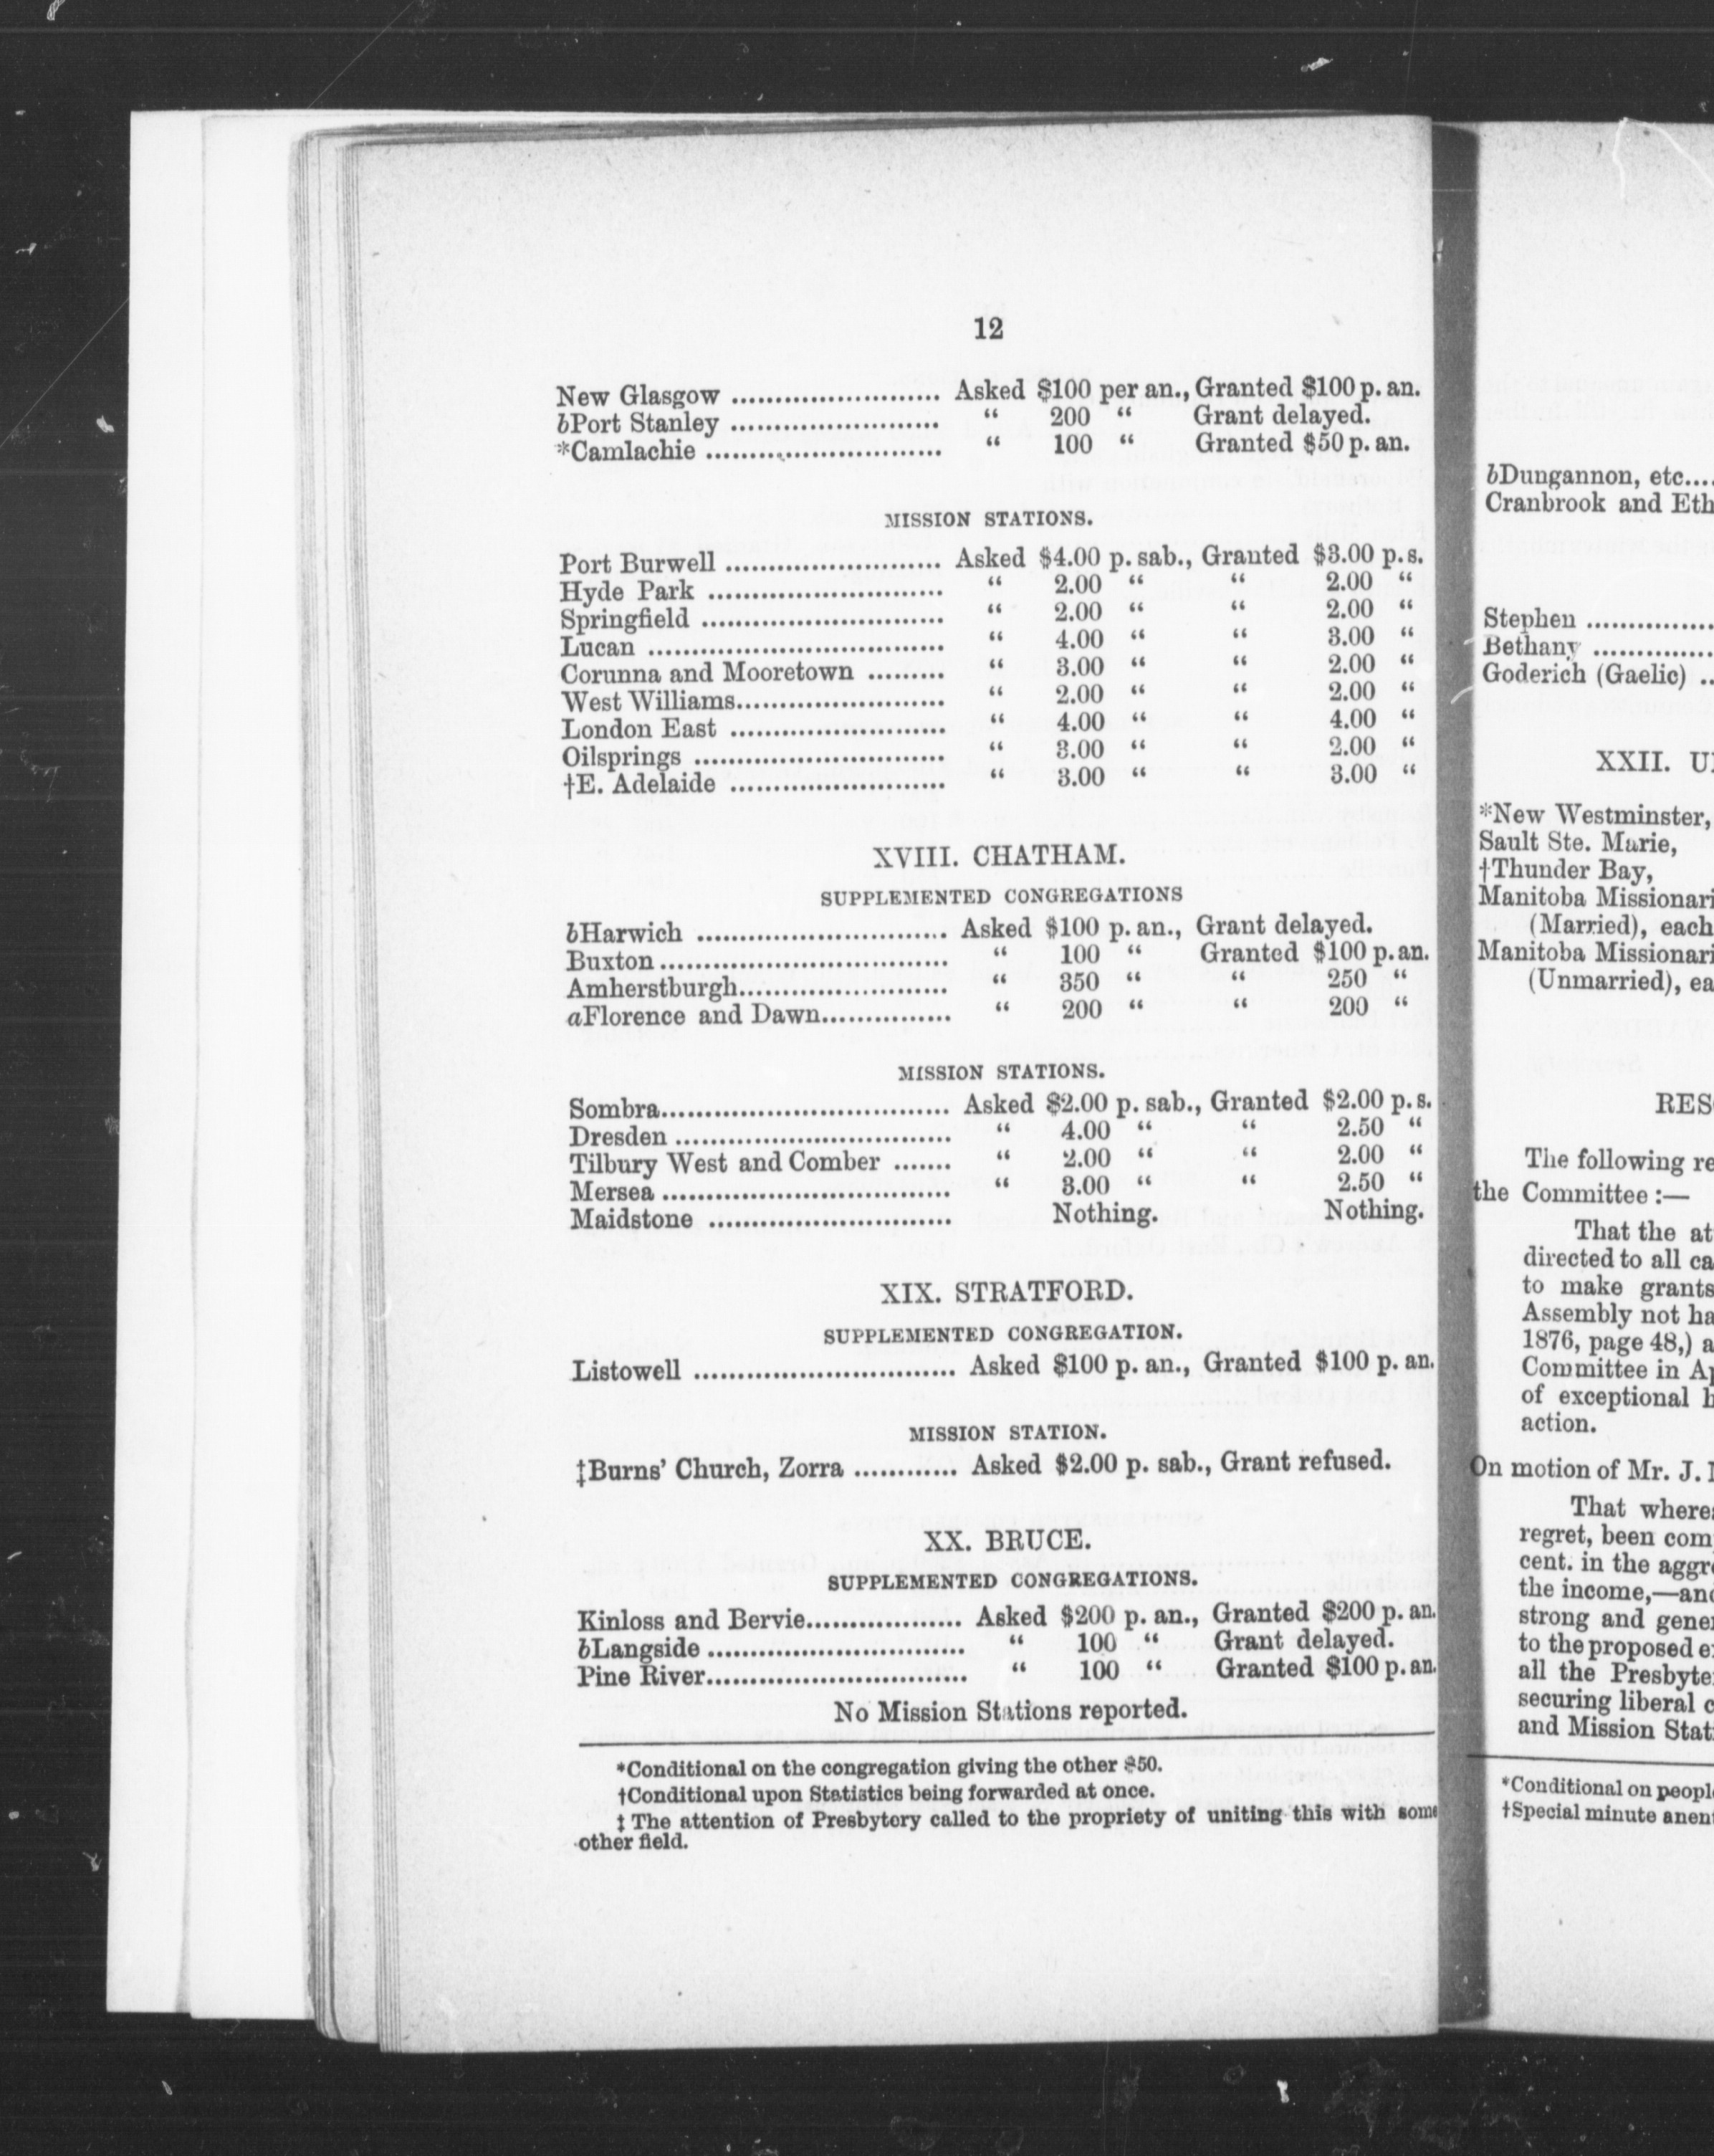 12
New Glasgow ........................ Asked $100 per an., Granted $100 p. an.
bPort Stanley ........................ “ 200 “ Grant delayed.
*Camlachie ........................... “ 100 “ Granted $50 p. an.
MISSION STATIONS.
Port Burwell ......................... Asked $4.00 p. sab., Granted $3.00 p. s.
Hyde Park ........................... “ 2.00 “ “ 2.00 “
Springfield ............................ “ 2.00 “ “ 2.00 “
Lucan .................................. “ 4.00 “ “ 3.00 “
Corunna and Mooretown ......... “ 3.00 “ “ 2.00 “
West Williams........................ “ 2.00 “ “ 2.00 “
London East ......................... “ 4.00 “ “ 4.00 “
Oilsprings ............................. “ 3.00 “ “ 2.00 “
†E. Adelaide ......................... “ 3.00 “ “ 3.00 “
XVIII. CHATHAM.
SUPPLEMENTED CONGREGATIONS
bHarwich ............................. Asked $100 p. an., Grant delayed.
Buxton ................................. “ 100 “ Granted $100 p. an.
Amherstburgh........................ “ 350 “ “ 250 “
aFlorence and Dawn............... “ 200 “ “ 200 “
MISSION STATIONS.
Sombra................................. Asked $2.00 p. sab., Granted $2.00 p. s.
Dresden ................................ “ 4.00 “ “ 2.50 “
Tilbury West and Comber ....... “ 2.00 “ “ 2.00 “
Mersea ................................. “ 3.00 “ “ 2.50 “
Maidstone ............................ Nothing. Nothing.
XIX. STRATFORD.
SUPPLEMENTED CONGREGATION.
Listowell .............................. Asked $100 p. an., Granted $100 p. an.
MISSION STATION.
‡Burns’ Church, Zorra ............ Asked $2.00 p. sab., Grant refused.
XX. BRUCE.
SUPPLEMENTED CONGREGATIONS.
Kinloss and Bervie.................. Asked $200 p. an., Granted $200 p. an.
bLangside .............................. “ 100 “ Grant delayed.
Pine River.............................. “ 100 “ Granted $100 p. an.
No Mission Stations reported.
*Conditional on the congregation giving the other $50.
†Conditional upon Statistics being forwarded at once.
‡ The attention of Presbytery called to the propriety of uniting this with some
other field.
bDungannon, etc....
Cranbrook and Eth
Stephen ...............
Bethany ..............
Goderich (Gaelic) ..
XXII. U
*New Westminster,
Sault Ste. Marie,
†Thunder Bay,
Manitoba Missionari
(Married), each
Manitoba Missionari
(Unmarried), ea
RES
The following re
the Committee :—
That the at
directed to all ca
to make grants
Assembly not ha
1876, page 48,) a
Committee in Ap
of exceptional h
action.
On motion of Mr. J.
That where
regret, been com
cent. in the aggre
the income,—and
strong and gene
to the proposed e
all the Presbyte
securing liberal c
and Mission Stat
*Conditional on people
†Special minute anent